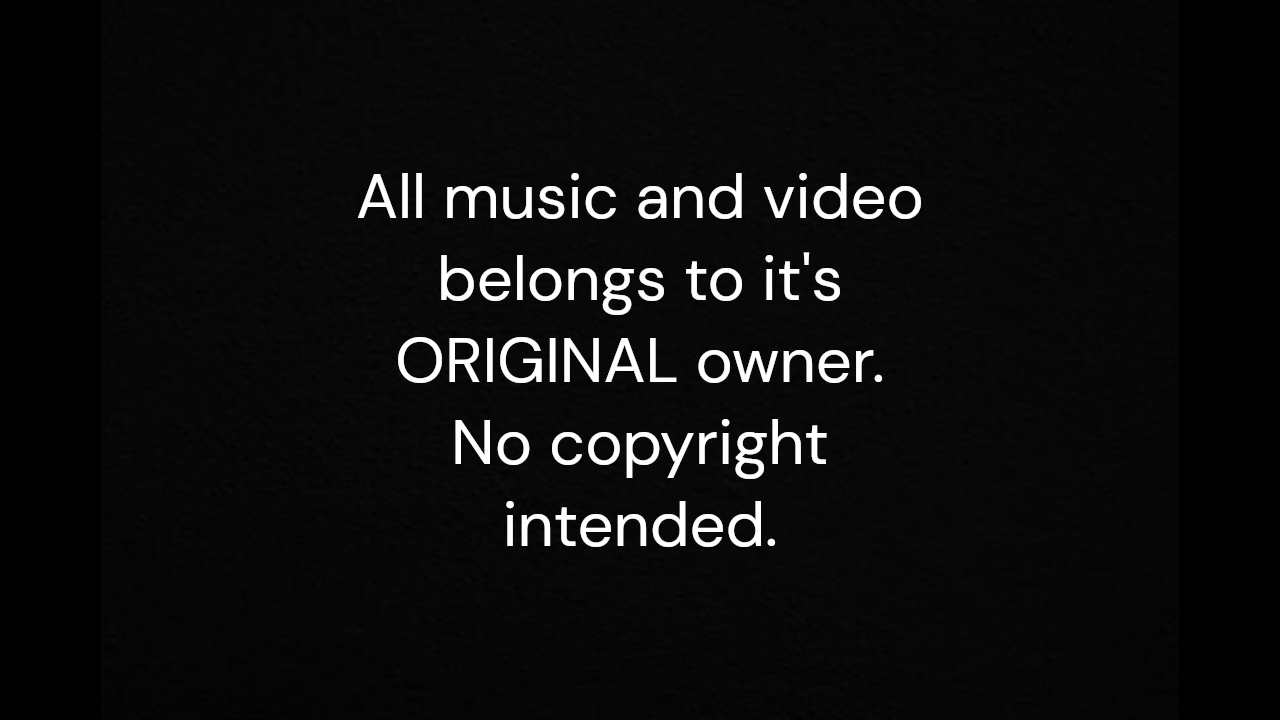 All music and video
belongs to it's
ORIGINAL owner.
No copyright
intended.